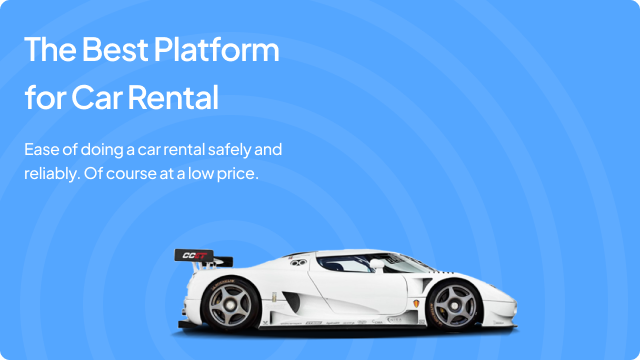 The Best Platform
for Car Rental
Ease of doing a car rental safely and
reliably. Of course at a low price.
CCGT